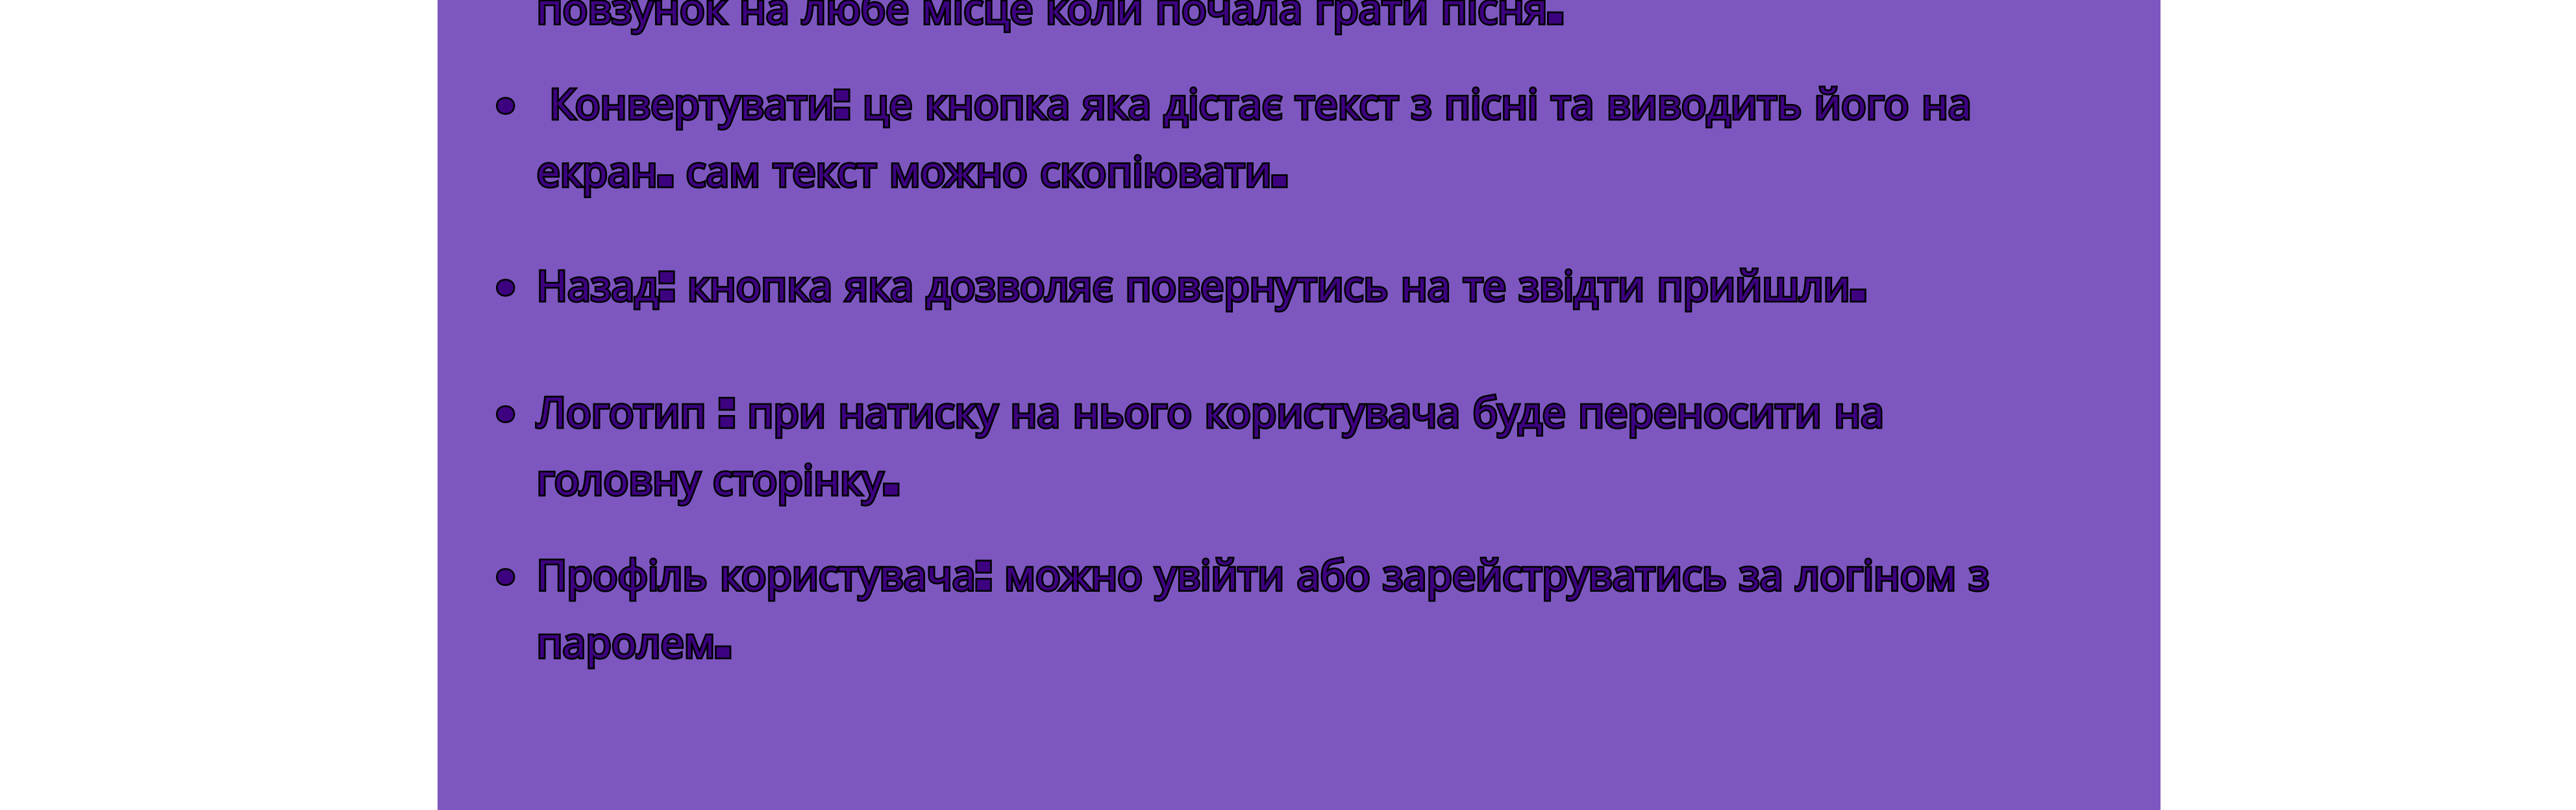 повзунок на любе місце коли почала грати пісня.
• Конвертувати: це кнопка яка дістає текст з пісні та виводить його на
екран. сам текст можно скопіювати.
• Назад: кнопка яка дозволяє повернутись на те звідти прийшли.
• Логотип : при натиску на нього користувача буде переносити на
головну сторінку.
• Профіль користувача: можно увійти або зарейструватись за логіном з
паролем.